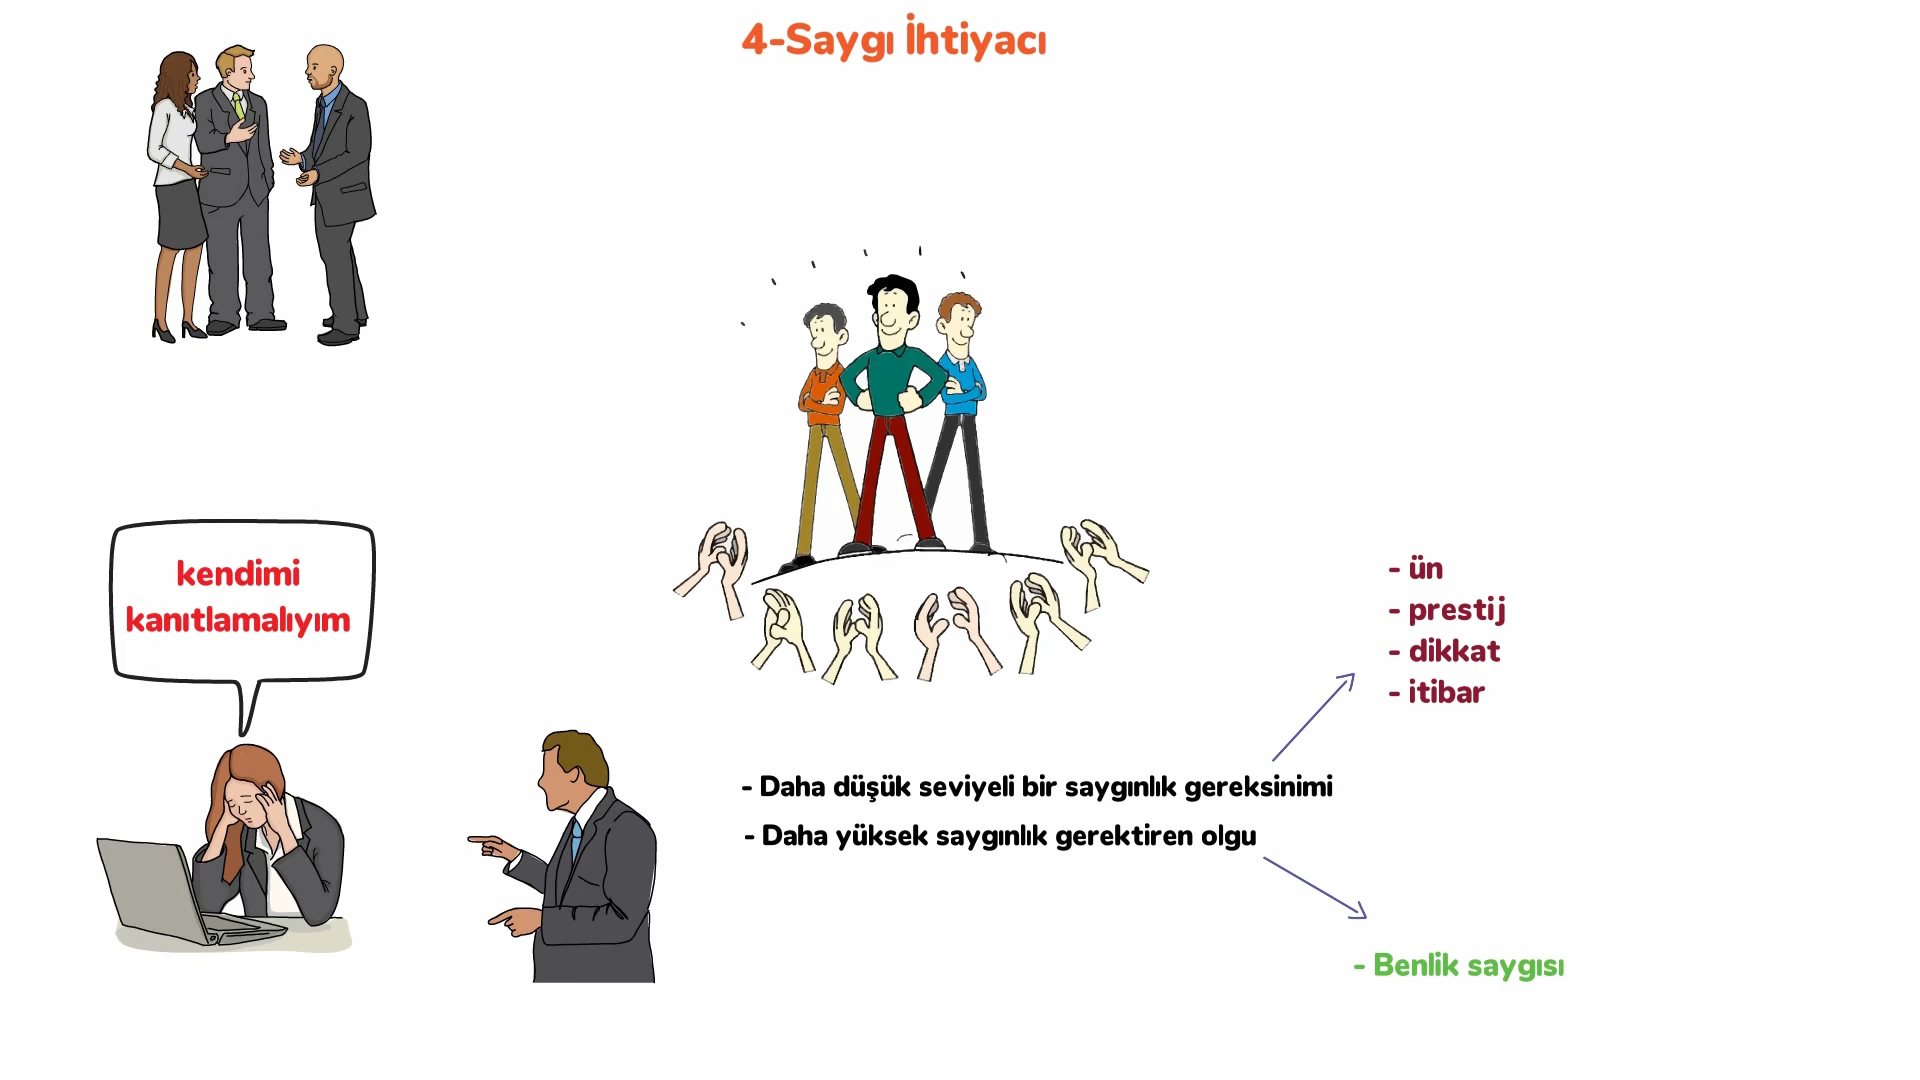 4-Saygı İhtiyacı
kendimi
kanıtlamalıyım
- ün
- prestij
- dikkat
- itibar
- Daha düşük seviyeli bir saygınlık gereksinimi
- Daha yüksek saygınlık gerektiren olgu
- Benlik saygısı